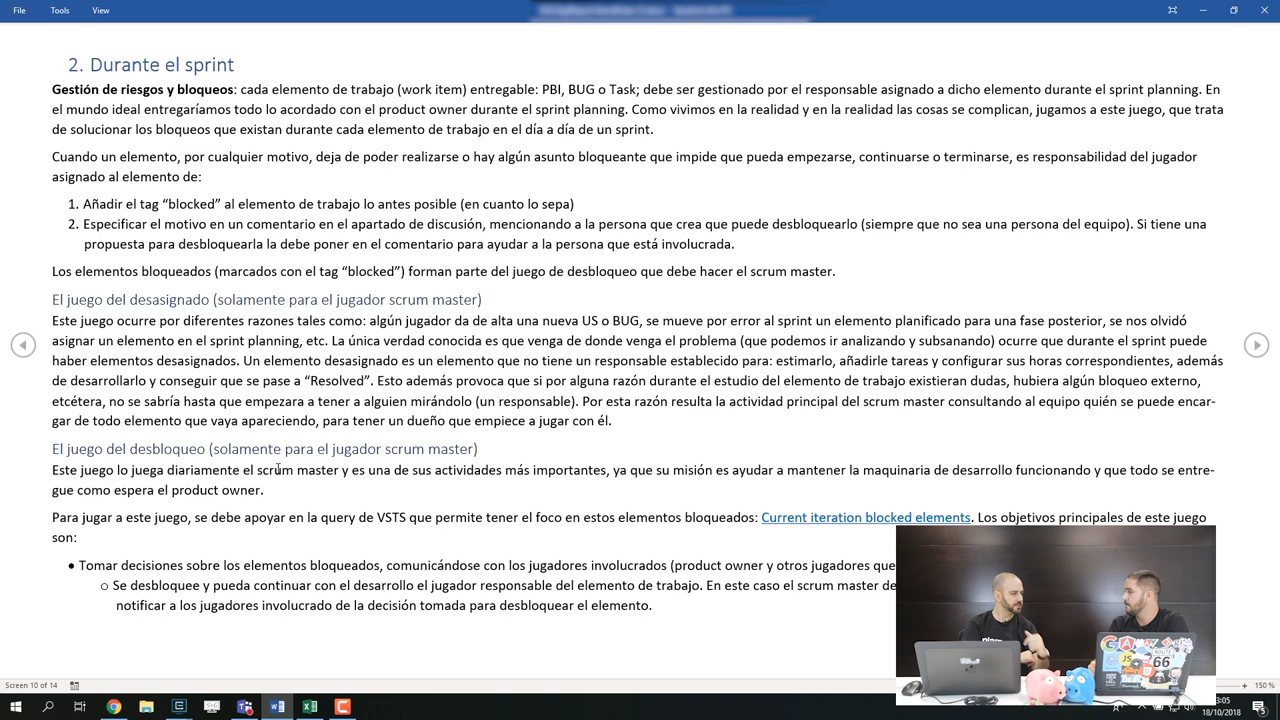 File Tools View
2. Durante el sprint
Gestión de riesgos y bloqueos: cada elemento de trabajo (work item) entregable: PBI, BUG o Task; debe ser gestionado por el responsable asignado a dicho elemento durante el sprint planning. En
el mundo ideal entregaríamos todo lo acordado con el product owner durante el sprint planning. Como vivimos en la realidad y en la realidad las cosas se complican, jugamos a este juego, que trata
de solucionar los bloqueos que existan durante cada elemento de trabajo en el día a día de un sprint.
Cuando un elemento, por cualquier motivo, deja de poder realizarse o hay algún asunto bloqueante que impide que pueda empezarse, continuarse o terminarse, es responsabilidad del jugador
asignado al elemento de:
1. Añadir el tag “blocked” al elemento de trabajo lo antes posible (en cuanto lo sepa)
2. Especificar el motivo en un comentario en el apartado de discusión, mencionando a la persona que crea que puede desbloquearlo (siempre que no sea una persona del equipo). Si tiene una
propuesta para desbloquearla la debe poner en el comentario para ayudar a la persona que está involucrada.
Los elementos bloqueados (marcados con el tag “blocked”) forman parte del juego de desbloqueo que debe hacer el scrum master.
El juego del desasignado (solamente para el jugador scrum master)
Este juego ocurre por diferentes razones tales como: algún jugador da de alta una nueva US o BUG, se mueve por error al sprint un elemento planificado para una fase posterior, se nos olvidó
asignar un elemento en el sprint planning, etc. La única verdad conocida es que venga de donde venga el problema (que podemos ir analizando y subsanando) ocurre que durante el sprint puede
haber elementos desasignados. Un elemento desasignado es un elemento que no tiene un responsable establecido para: estimarlo, añadirle tareas y configurar sus horas correspondientes, además
de desarrollarlo y conseguir que se pase a “Resolved”. Esto además provoca que si por alguna razón durante el estudio del elemento de trabajo existieran dudas, hubiera algún bloqueo externo,
etcétera, no se sabría hasta que empezara a tener a alguien mirándolo (un responsable). Por esta razón resulta la actividad principal del scrum master consultando al equipo quién se puede encar-
gar de todo elemento que vaya apareciendo, para tener un dueño que empiece a jugar con él.
El juego del desbloqueo (solamente para el jugador scrum master)
Este juego lo juega diariamente el scrum master y es una de sus actividades más importantes, ya que su misión es ayudar a mantener la maquinaria de desarrollo funcionando y que todo se entre-
gue como espera el product owner.
Para jugar a este juego, se debe apoyar en la query de VSTS que permite tener el foco en estos elementos bloqueados: Current iteration blocked elements. Los objetivos principales de este juego
son:
• Tomar decisiones sobre los elementos bloqueados, comunicándose con los jugadores involucrados (product owner y otros jugadores que
o Se desbloquee y pueda continuar con el desarrollo el jugador responsable del elemento de trabajo. En este caso el scrum master de
notificar a los jugadores involucrado de la decisión tomada para desbloquear el elemento.
Screen 10 of 14
150 %
18/10/2018